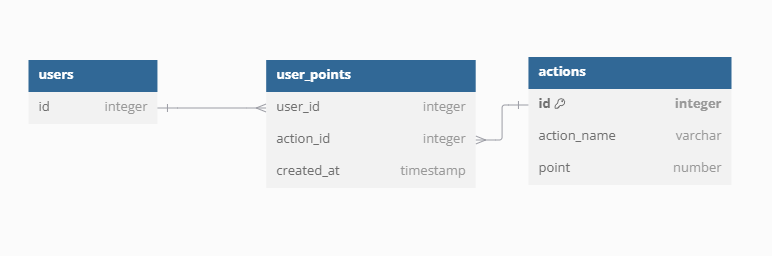 users
id integer
user_points
user_id integer
action_id integer
created_at timestamp
actions
id integer
action_name varchar
point number